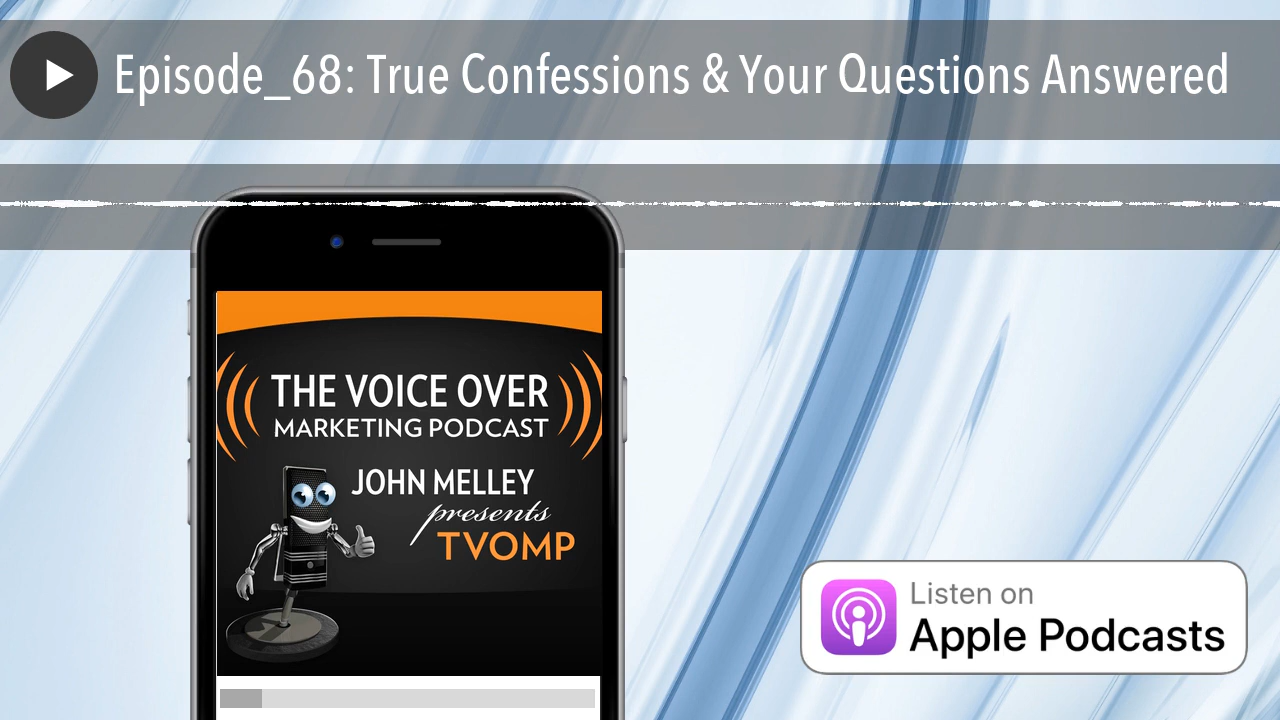 Episode_68: True Confessions & Your Questions Answered
THE VOICE OVER
MARKETING PODCAST
JOHN MELLEY
presents
TVOMP
Listen on
Apple Podcasts